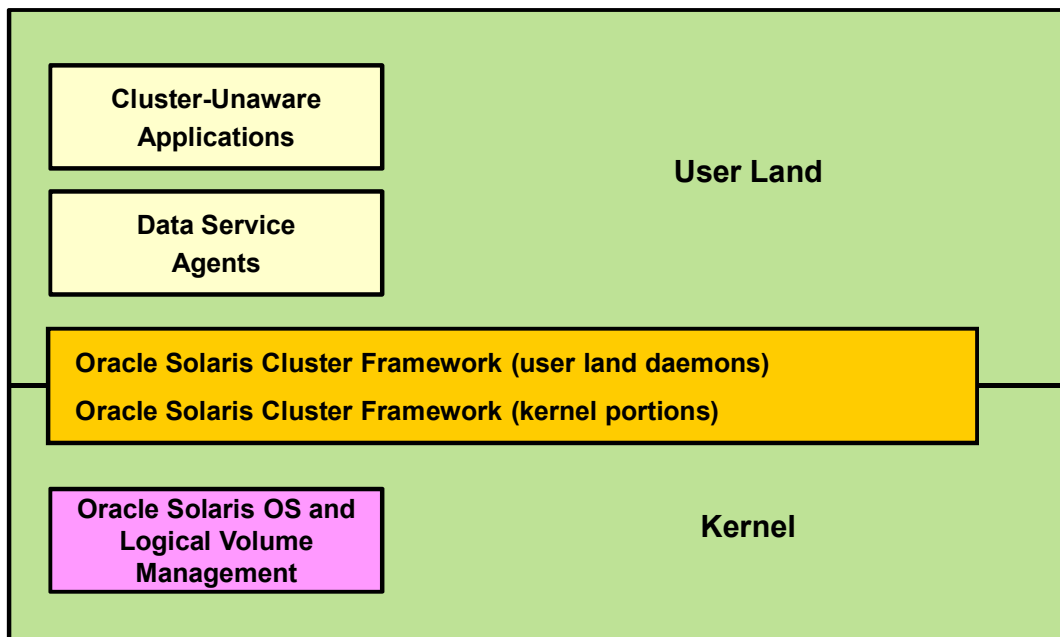 Cluster-Unaware
Applications
User Land
Data Service
Agents
Oracle Solaris Cluster Framework (user land daemons)
Oracle Solaris Cluster Framework (kernel portions)
Oracle Solaris OS and
Logical Volume
Management
Kernel